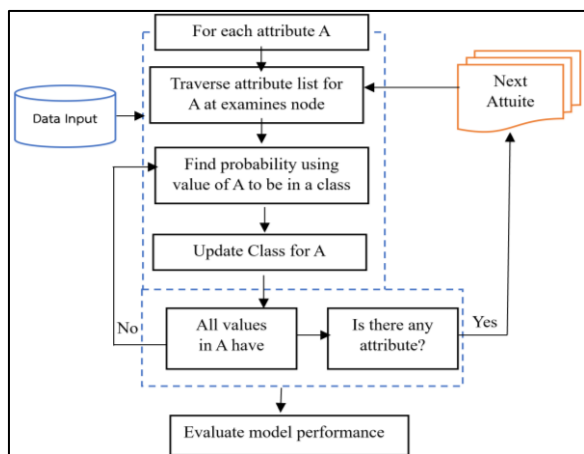 For each attribute A
Traverse attribute list for
A at examines node
Next
Attuite
Data Input
Find probability using
value of A to be in a class
Update Class for A
No
All values
in A have
Is there any
attribute?
Yes
Evaluate model performance